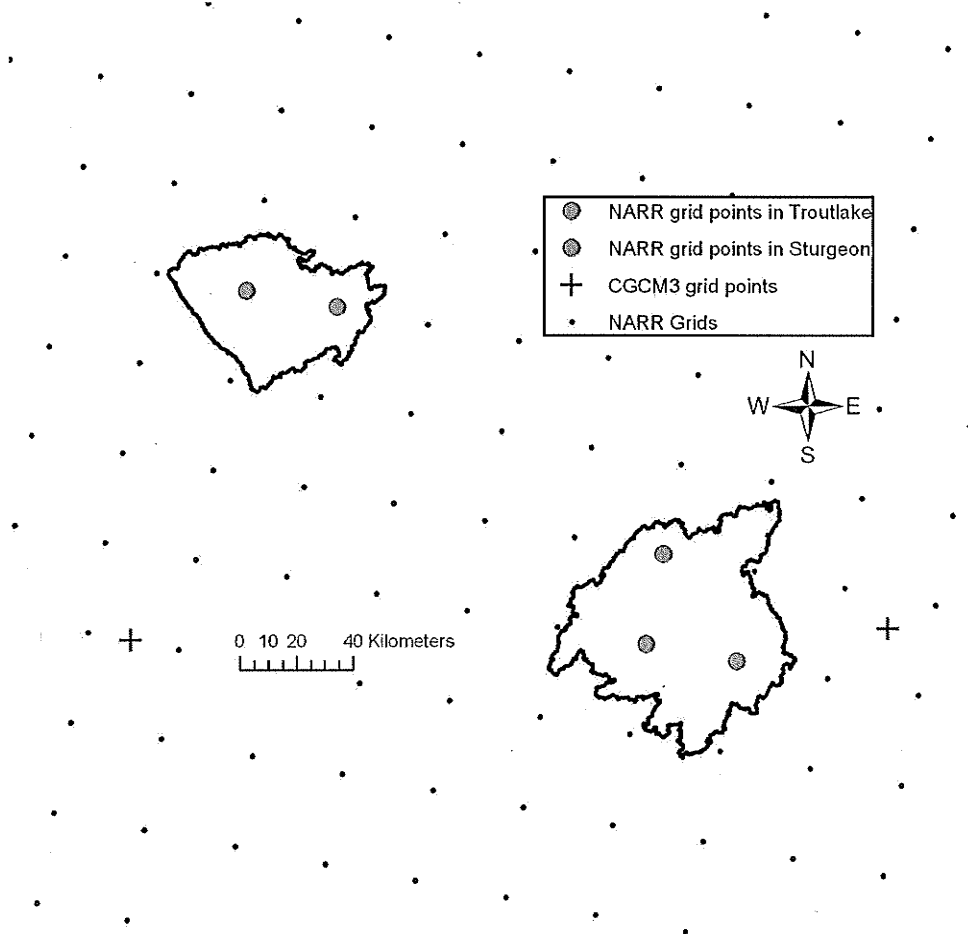 NARR grid points in Troutlake
NARR grid points in Sturgeon
CGCM3 grid points
NARR Grids
N
W E
S
0 10 20 40 Kilometers